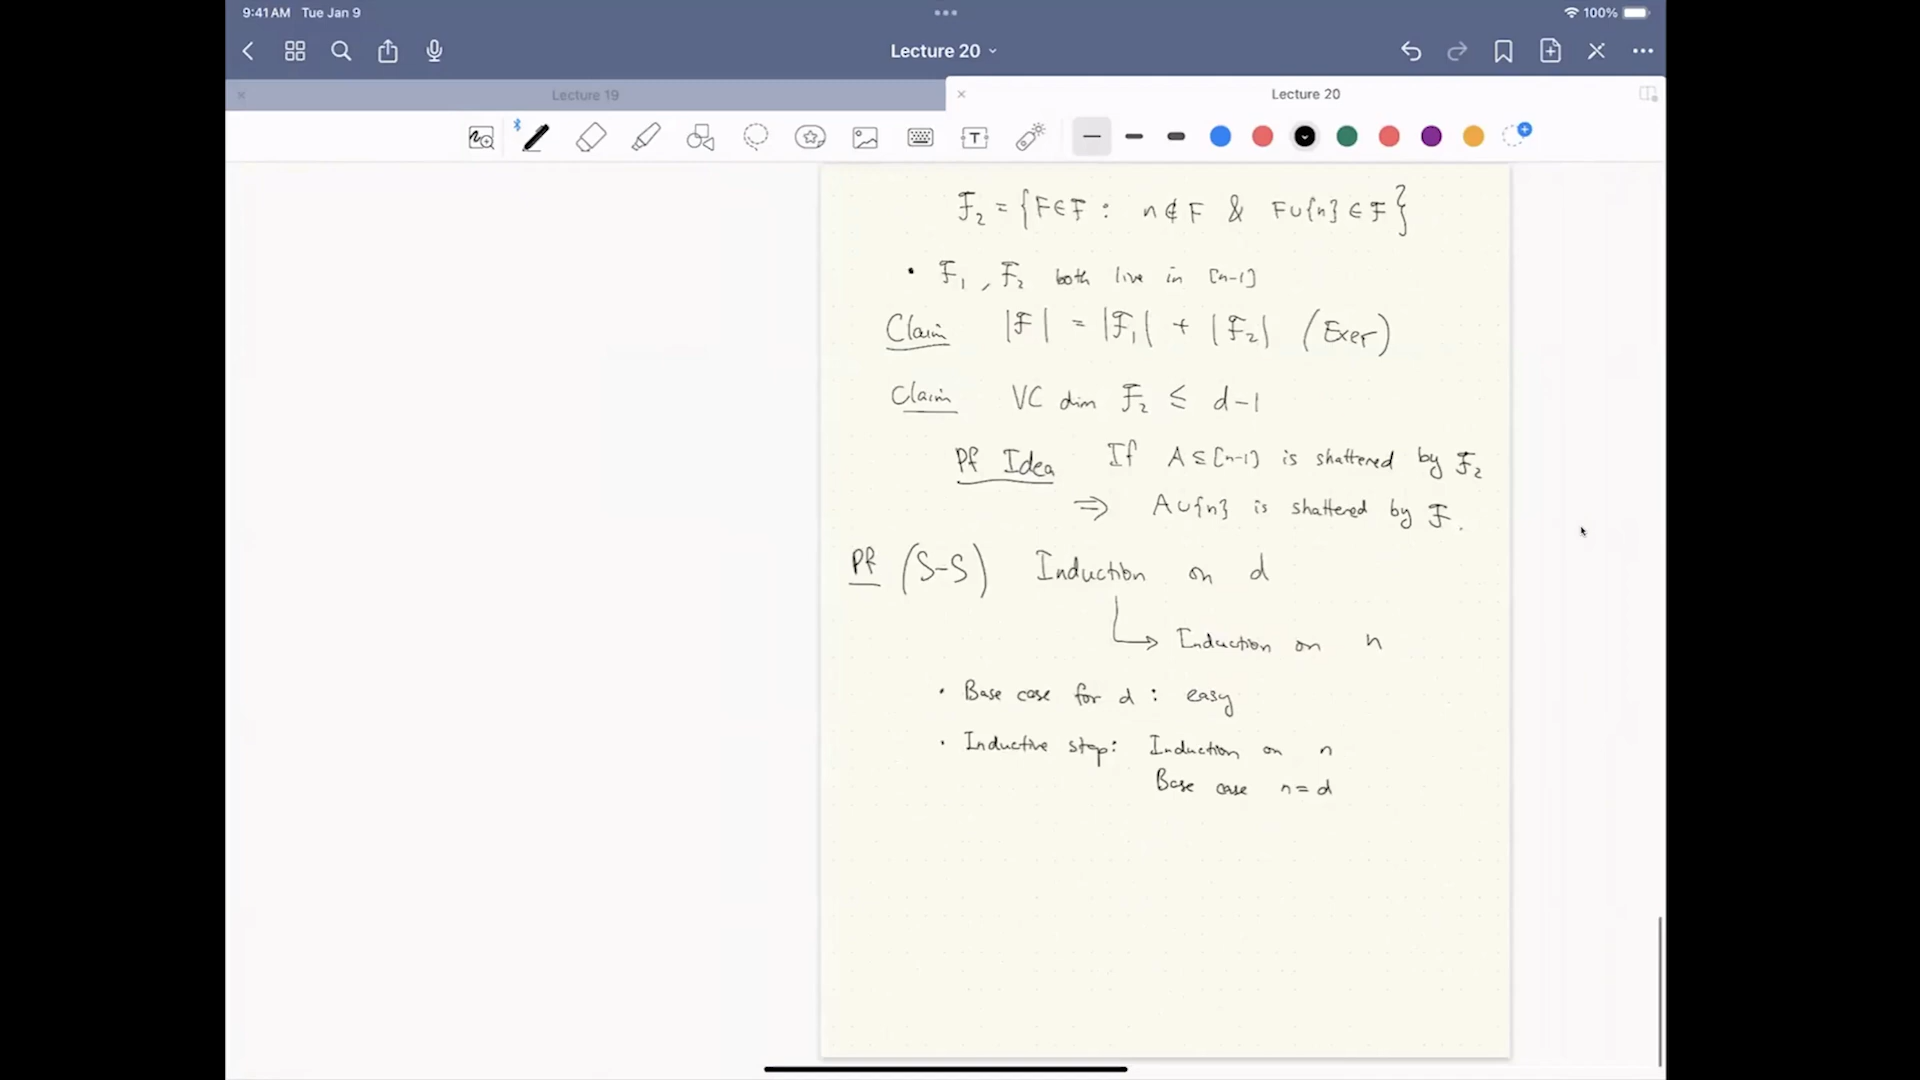 9:41 AM Tue Jan 9
100%
Lecture 20
Lecture 19
Lecture 20
T
F₂ = {F∈F : n∉F & F∪{n} ∈ F}
• F₁, F₂ both live in [n-1]
Claim |F| = |F₁| + |F₂| (Exer)
Claim VC dim F₂ ≤ d-1
Pf Idea If A⊆[n-1] is shattered by F₂
⇒ A∪{n} is shattered by F.
Pf (S-S) Induction on d
↳ Induction on n
• Base case for d : easy
• Inductive step: Induction on n
Base case n=d